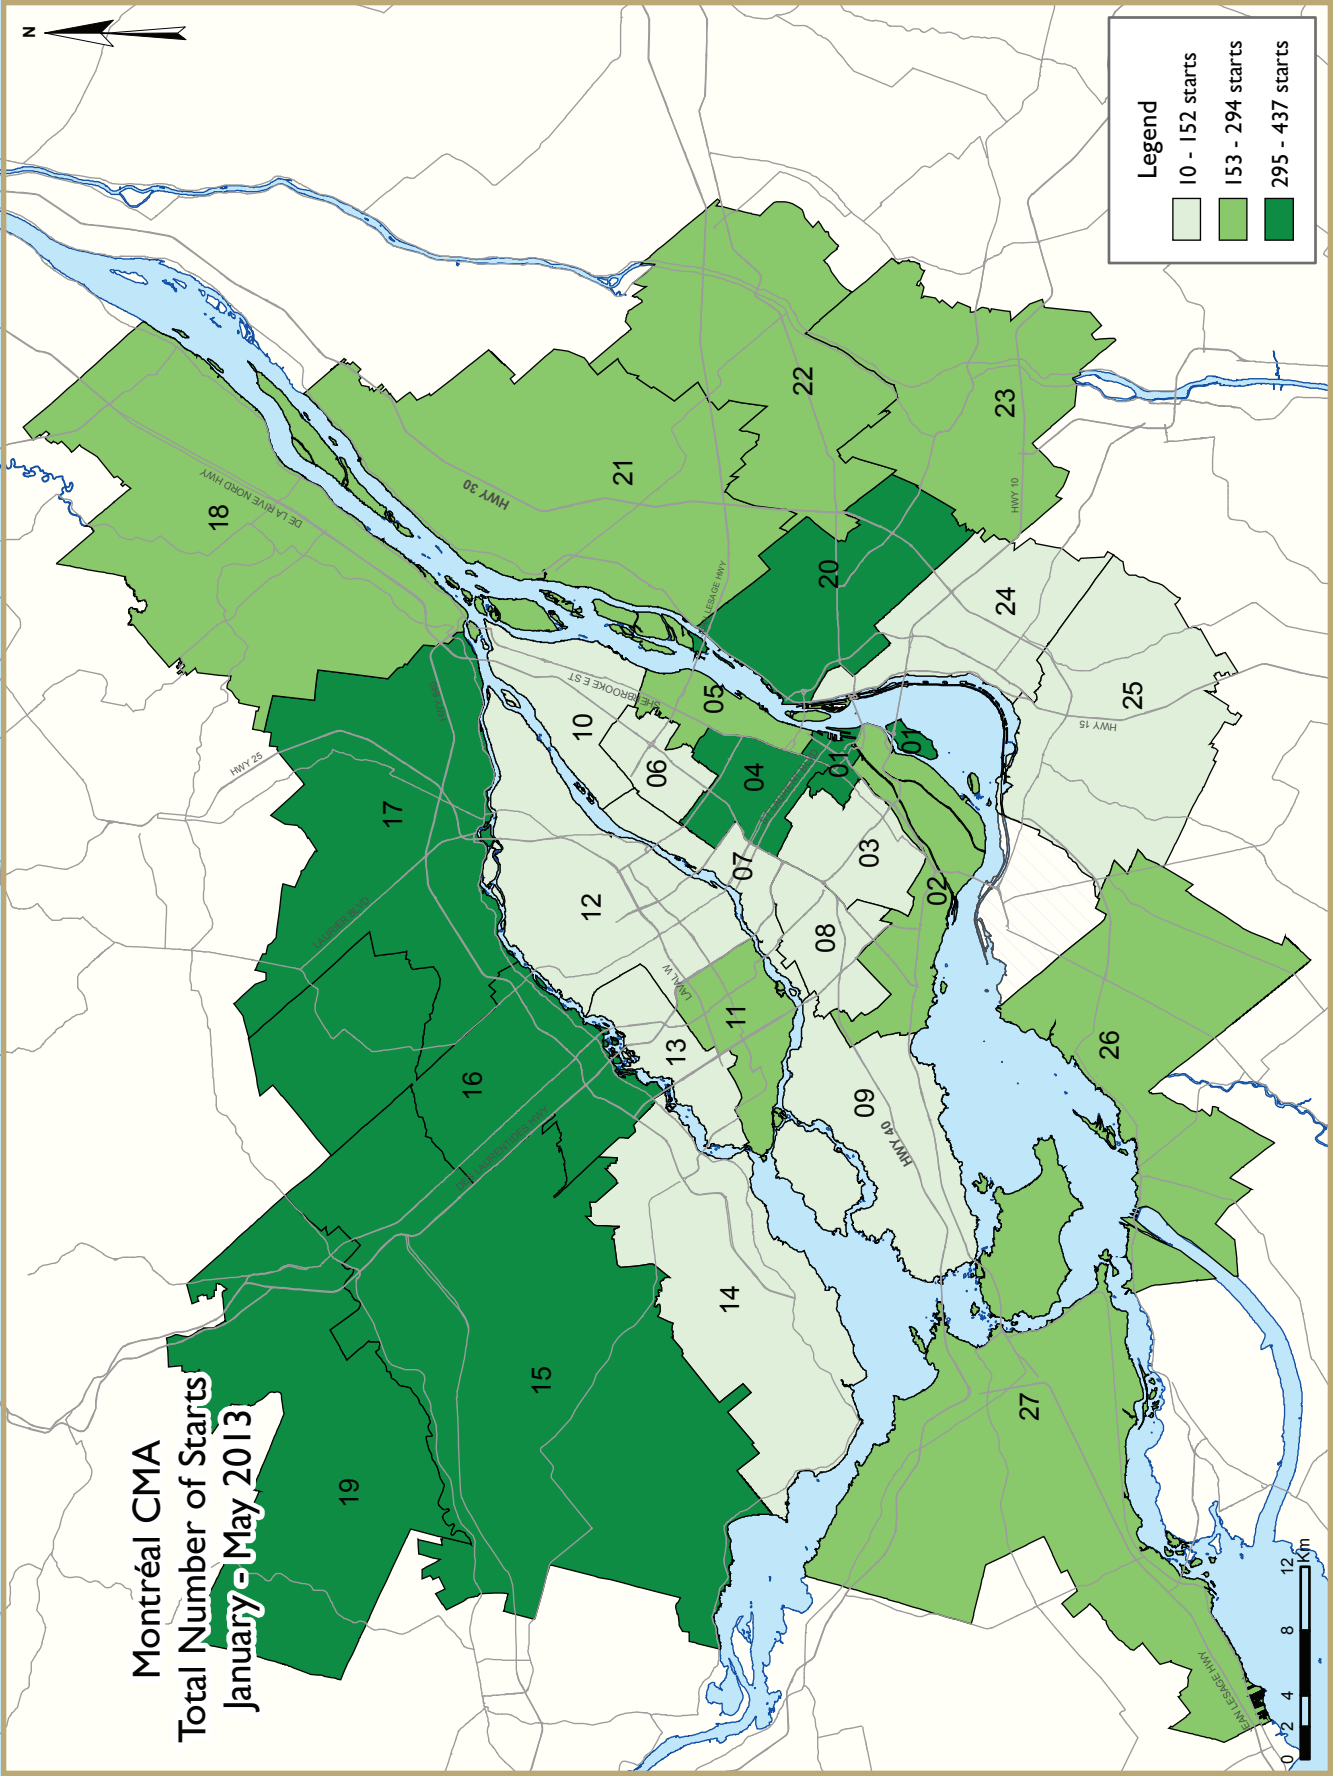 Montréal CMA
Total Number of Starts
January - May 2013
N
Legend
10 - 152 starts
153 - 294 starts
295 - 437 starts
18
DE LA RIVE NORD HWY
HWY 30
21
22
23
HWY 10
20
LESAGE HWY
24
25
HWY 15
HWY 25
17
LAURIER BLVD
10
SHERBROOKE E ST
05
06
04
01
01
07
03
02
08
12
LAVAL W
11
13
16
09
HWY 40
26
14
15
19
27
JEAN LESAGE HWY
0 2 4 8 12
Km